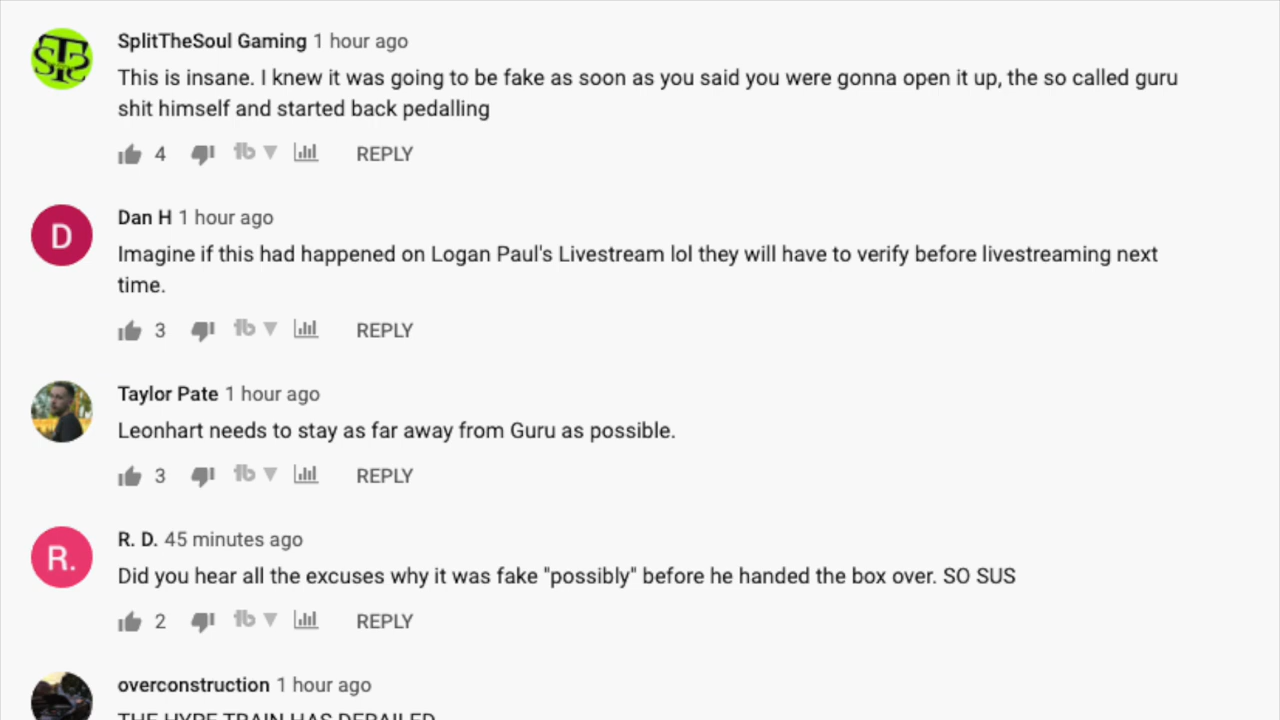 SplitTheSoul Gaming 1 hour ago
This is insane. I knew it was going to be fake as soon as you said you were gonna open it up, the so called guru
shit himself and started back pedalling
4 REPLY
D
Dan H 1 hour ago
Imagine if this had happened on Logan Paul's Livestream lol they will have to verify before livestreaming next
time.
3 REPLY
Taylor Pate 1 hour ago
Leonhart needs to stay as far away from Guru as possible.
3 REPLY
R.
R. D. 45 minutes ago
Did you hear all the excuses why it was fake "possibly" before he handed the box over. SO SUS
2 REPLY
overconstruction 1 hour ago
THE HYPE TRAIN HAS DERAILED